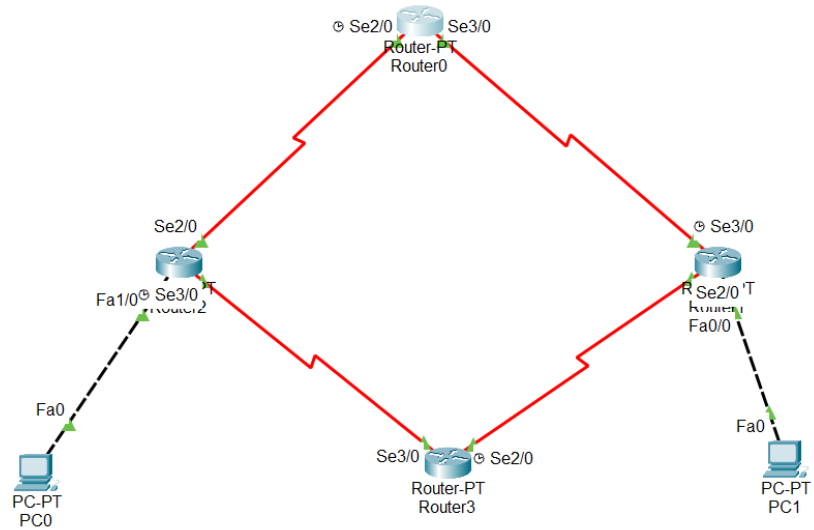 Se2/0 Se3/0
Router-PT
Router0
Se2/0
Se3/0
Fa1/0 Se3/0
Router2
Se2/0
Fa0/0
Fa0
PC-PT
PC0
Se3/0 Se2/0
Router-PT
Router3
Fa0
PC-PT
PC1